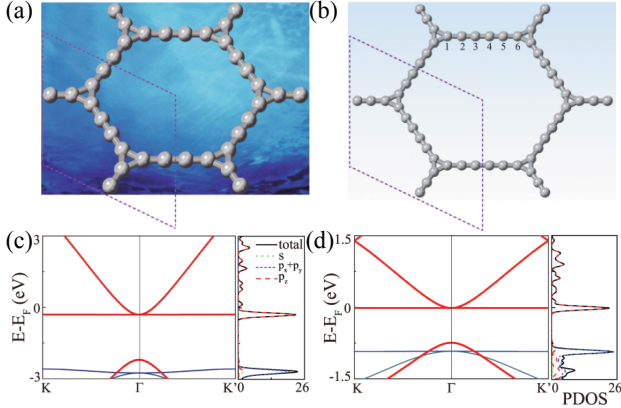 (a)
(b)
1 2 3 4 5 6
(c)
(d)
3
0
-3
E-E_F (eV)
K Γ K' 0 26
total
s
p_x+p_y
p_z
1.5
0
-1.5
E-E_F (eV)
K Γ K' 0 26
PDOS